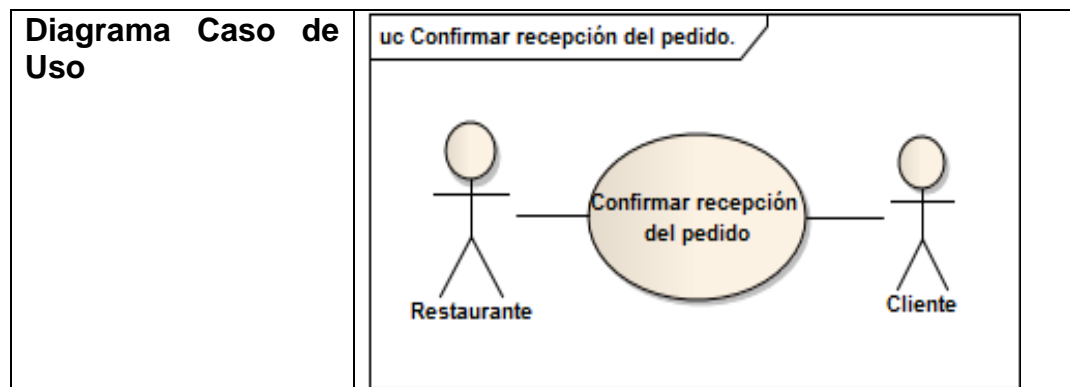 Diagrama Caso de
Uso
uc Confirmar recepción del pedido.
Confirmar recepción
del pedido
Restaurante
Cliente